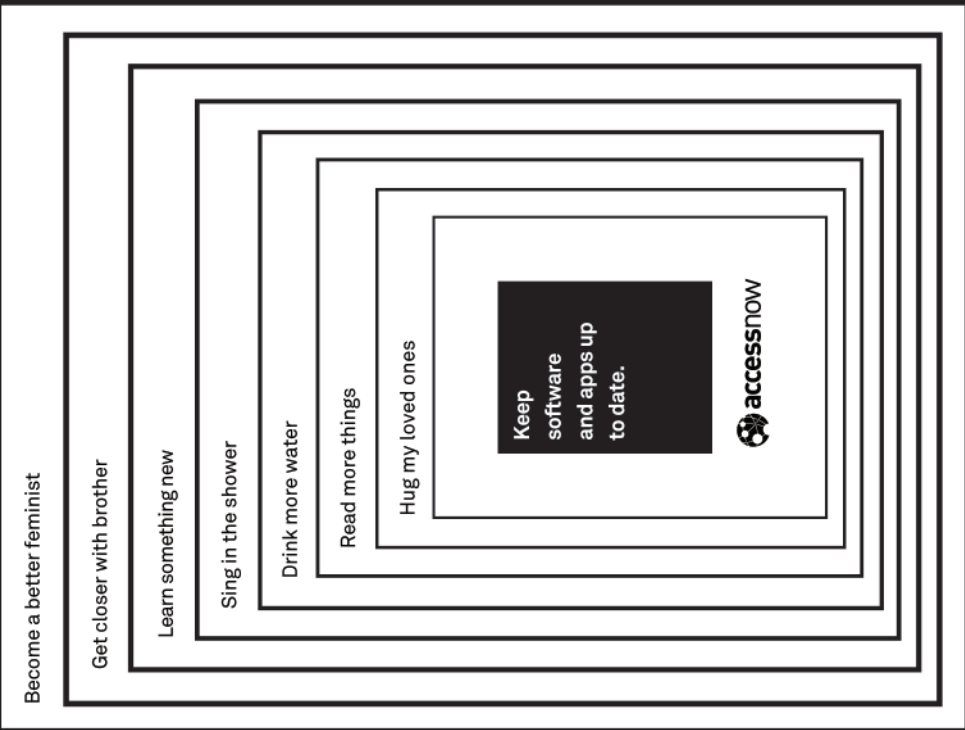 Become a better feminist
Get closer with brother
Learn something new
Sing in the shower
Drink more water
Read more things
Hug my loved ones
Keep
software
and apps up
to date.
accessnow